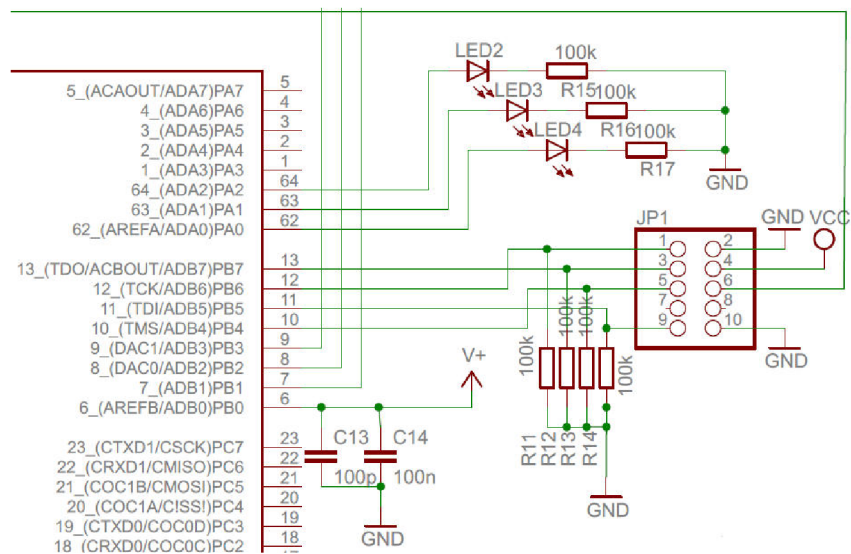 5_(ACAOUT/ADA7)PA7 5
4_(ADA6)PA6 4
3_(ADA5)PA5 3
2_(ADA4)PA4 2
1_(ADA3)PA3 1
64_(ADA2)PA2 64
63_(ADA1)PA1 63
62_(AREFA/ADA0)PA0 62
13_(TDO/ACBOUT/ADB7)PB7 13
12_(TCK/ADB6)PB6 12
11_(TDI/ADB5)PB5 11
10_(TMS/ADB4)PB4 10
9_(DAC1/ADB3)PB3 9
8_(DAC0/ADB2)PB2 8
7_(ADB1)PB1 7
6_(AREFB/ADB0)PB0 6
23_(CTXD1/CSCK)PC7 23
22_(CRXD1/CMISO)PC6 22
21_(COC1B/CMOSI)PC5 21
20_(COC1A/C!SS!)PC4 20
19_(CTXD0/COC0D)PC3 19
18_(CRXD0/COC0C)PC2 18
LED2
100k
R15
LED3
100k
R16
LED4
100k
R17
GND
JP1
1 2
3 4
5 6
7 8
9 10
GND
VCC
GND
100k
100k
100k
100k
R11
R12
R13
R14
GND
V+
C13
100p
C14
100n
GND